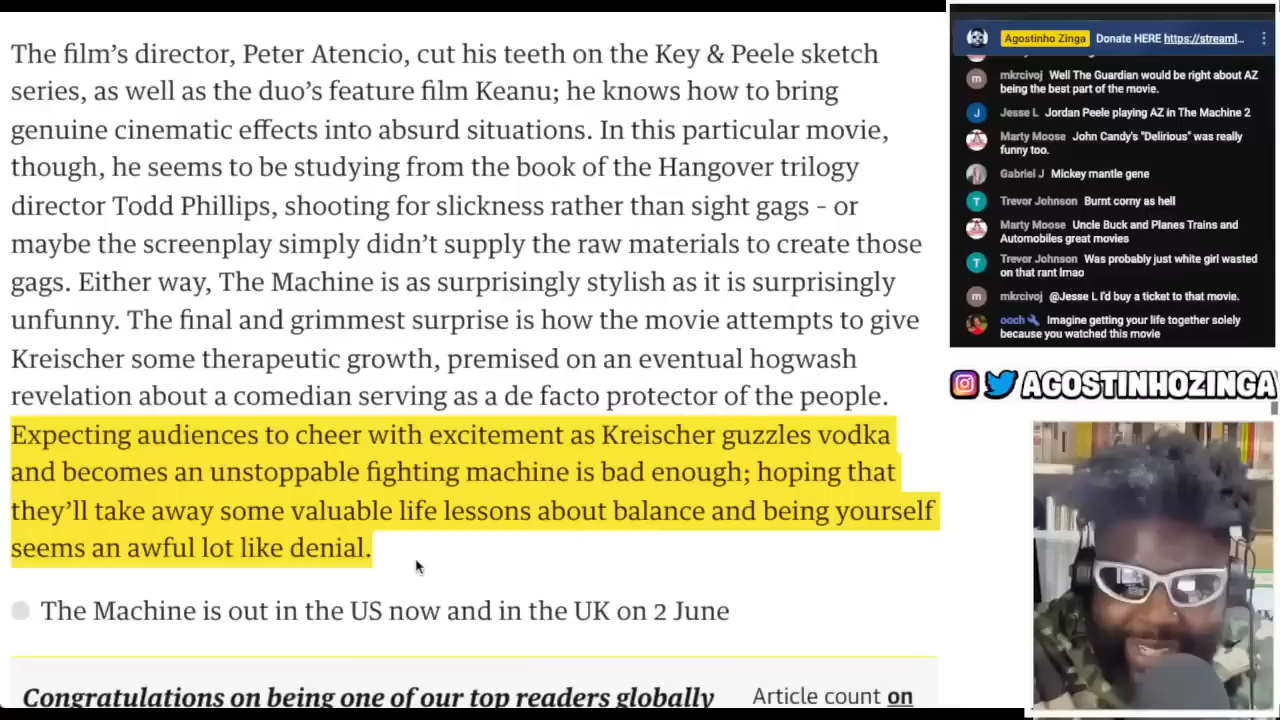 The film’s director, Peter Atencio, cut his teeth on the Key & Peele sketch
series, as well as the duo’s feature film Keanu; he knows how to bring
genuine cinematic effects into absurd situations. In this particular movie,
though, he seems to be studying from the book of the Hangover trilogy
director Todd Phillips, shooting for slickness rather than sight gags - or
maybe the screenplay simply didn’t supply the raw materials to create those
gags. Either way, The Machine is as surprisingly stylish as it is surprisingly
unfunny. The final and grimmest surprise is how the movie attempts to give
Kreischer some therapeutic growth, premised on an eventual hogwash
revelation about a comedian serving as a de facto protector of the people.
Expecting audiences to cheer with excitement as Kreischer guzzles vodka
and becomes an unstoppable fighting machine is bad enough; hoping that
they’ll take away some valuable life lessons about balance and being yourself
seems an awful lot like denial.
The Machine is out in the US now and in the UK on 2 June
Congratulations on being one of our top readers globally
Article count on
Agostinho Zinga Donate HERE https://streaml...
mkrcivoj Well The Guardian would be right about AZ
being the best part of the movie.
J Jesse L Jordan Peele playing AZ in The Machine 2
Marty Moose John Candy's "Delirious" was really
funny too.
Gabriel J Mickey mantle gene
T Trevor Johnson Burnt corny as hell
Marty Moose Uncle Buck and Planes Trains and
Automobiles great movies
T Trevor Johnson Was probably just white girl wasted
on that rant lmao
m mkrcivoj @Jesse L I'd buy a ticket to that movie.
ooch Imagine getting your life together solely
because you watched this movie
AGOSTINHOZINGA